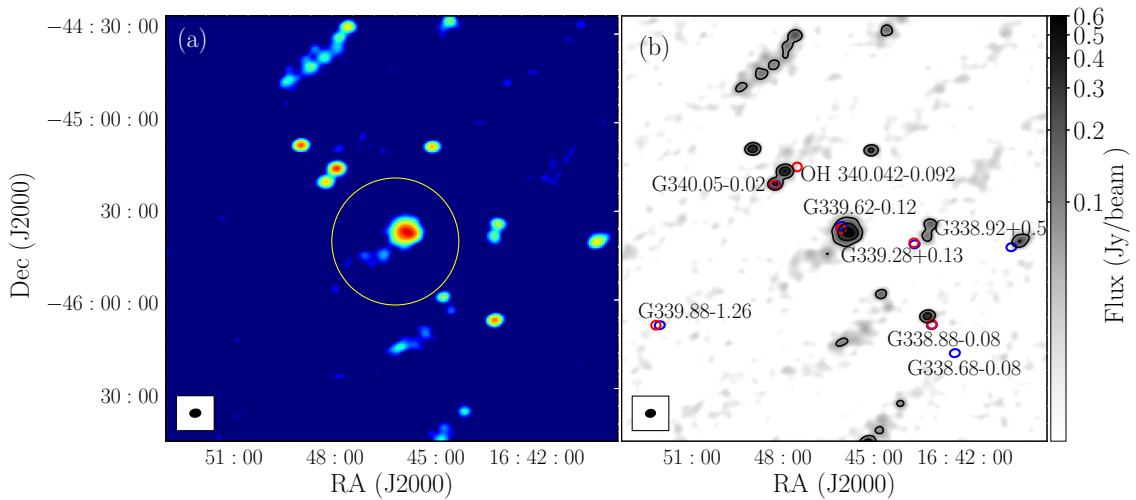 (a)
(b)
−44 : 30 : 00
−45 : 00 : 00
30 : 00
−46 : 00 : 00
30 : 00
Dec (J2000)
51 : 00
48 : 00
45 : 00
16 : 42 : 00
RA (J2000)
OH 340.042-0.092
G340.05-0.02
G339.62-0.12
G338.92+0.5
G339.28+0.13
G339.88-1.26
G338.88-0.08
G338.68-0.08
51 : 00
48 : 00
45 : 00
16 : 42 : 00
RA (J2000)
0.6
0.5
0.4
0.3
0.2
0.1
Flux (Jy/beam)